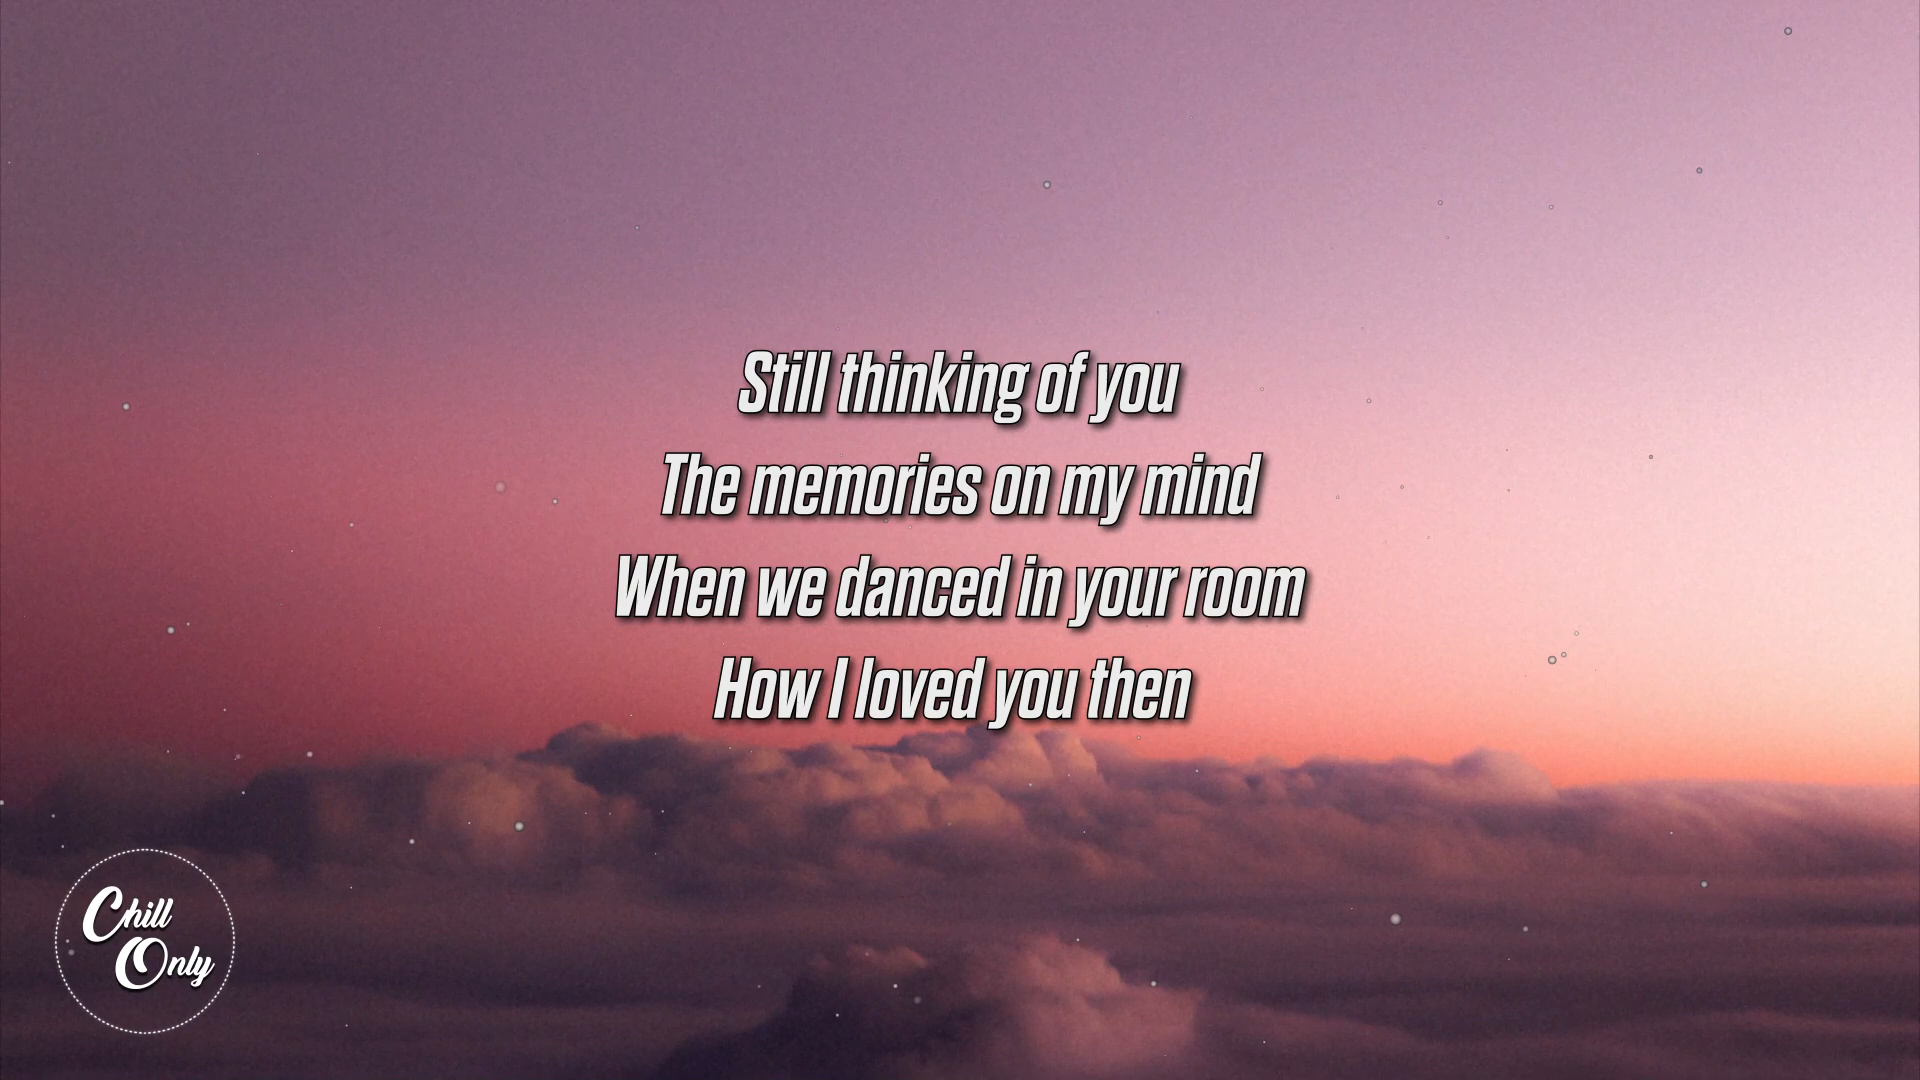 Still thinking of you
The memories on my mind
When we danced in your room
How I loved you then
Chill
Only